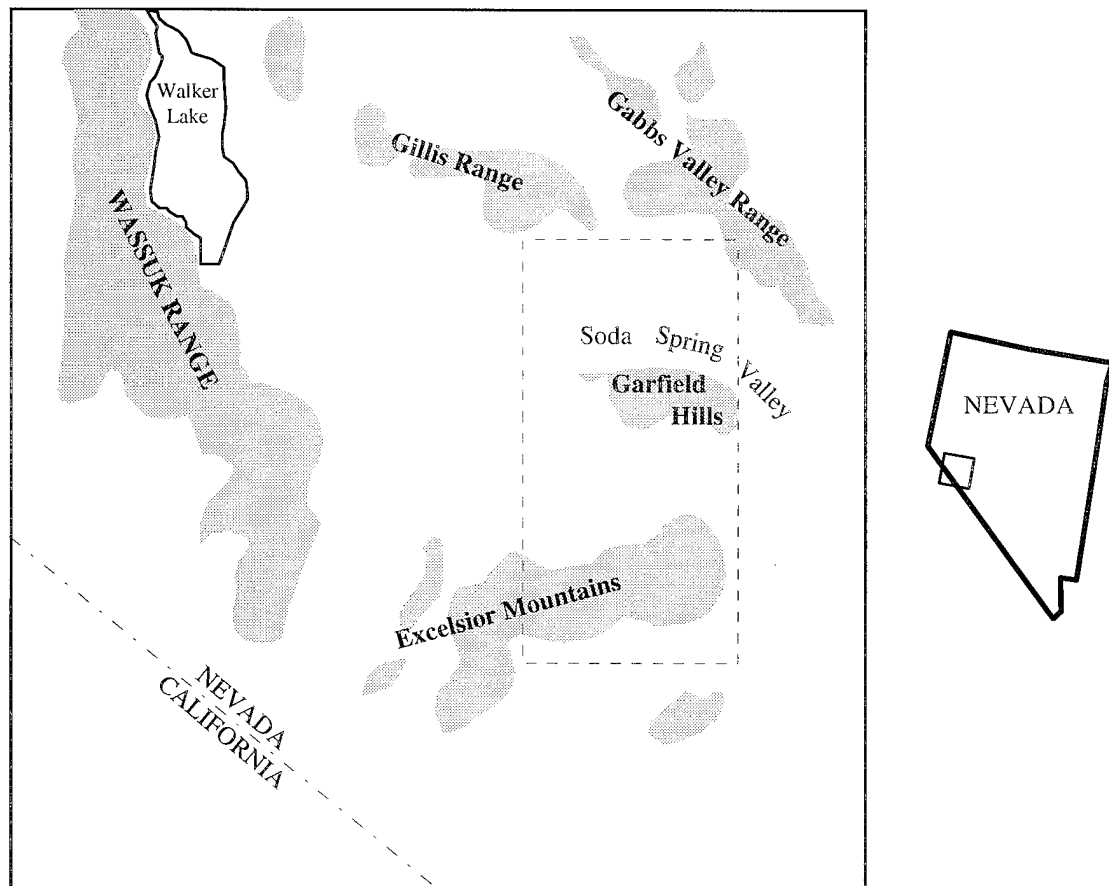 Walker
Lake
Gillis Range
Gabbs Valley Range
WASSUK RANGE
Soda Spring Valley
Garfield
Hills
Excelsior Mountains
NEVADA
CALIFORNIA
NEVADA